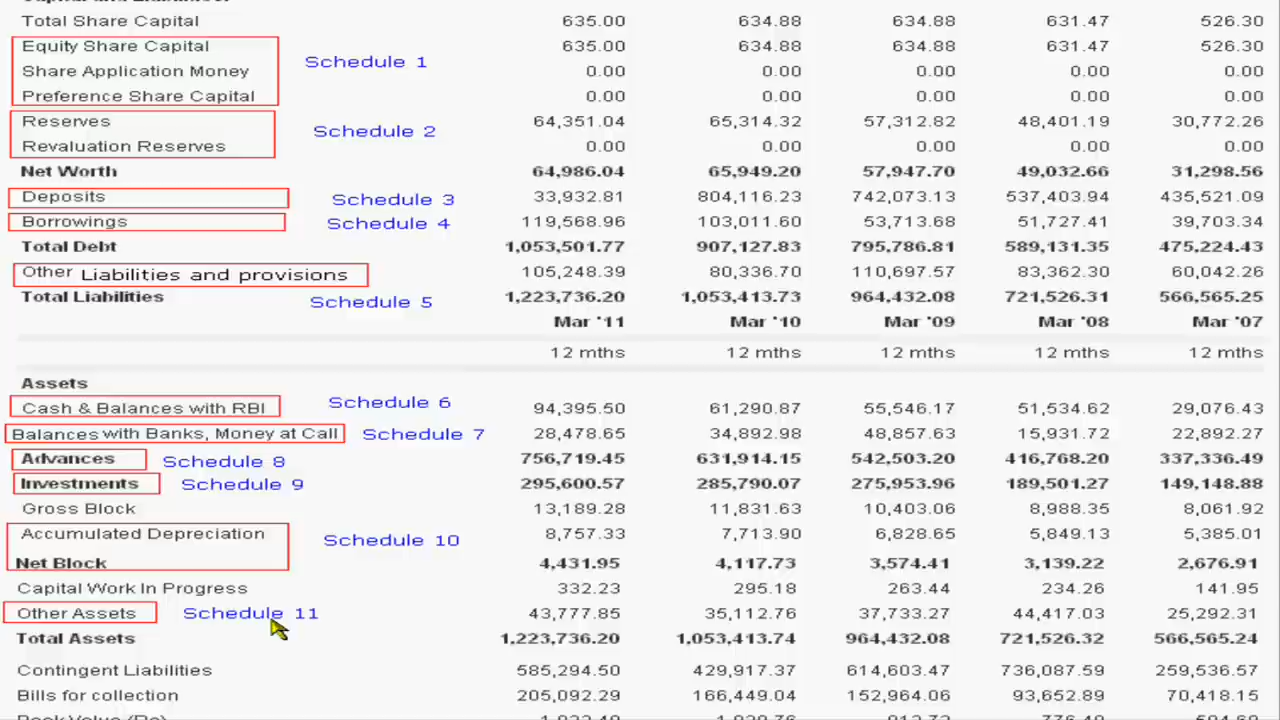 Total Share Capital 635.00 634.88 634.88 631.47 526.30
Equity Share Capital 635.00 634.88 634.88 631.47 526.30
Schedule 1
Share Application Money 0.00 0.00 0.00 0.00 0.00
Preference Share Capital 0.00 0.00 0.00 0.00 0.00
Reserves 64,351.04 65,314.32 57,312.82 48,401.19 30,772.26
Schedule 2
Revaluation Reserves 0.00 0.00 0.00 0.00 0.00
Net Worth 64,986.04 65,949.20 57,947.70 49,032.66 31,298.56
Deposits Schedule 3 33,932.81 804,116.23 742,073.13 537,403.94 435,521.09
Borrowings Schedule 4 119,568.96 103,011.60 53,713.68 51,727.41 39,703.34
Total Debt 1,053,501.77 907,127.83 795,786.81 589,131.35 475,224.43
Other Liabilities and provisions 105,248.39 80,336.70 110,697.57 83,362.30 60,042.26
Total Liabilities Schedule 5 1,223,736.20 1,053,413.73 964,432.08 721,526.31 566,565.25
Mar '11 Mar '10 Mar '09 Mar '08 Mar '07
12 mths 12 mths 12 mths 12 mths 12 mths
Assets
Cash & Balances with RBI Schedule 6 94,395.50 61,290.87 55,546.17 51,534.62 29,076.43
Balances with Banks, Money at Call Schedule 7 28,478.65 34,892.98 48,857.63 15,931.72 22,892.27
Advances Schedule 8 756,719.45 631,914.15 542,503.20 416,768.20 337,336.49
Investments Schedule 9 295,600.57 285,790.07 275,953.96 189,501.27 149,148.88
Gross Block 13,189.28 11,831.63 10,403.06 8,988.35 8,061.92
Accumulated Depreciation Schedule 10 8,757.33 7,713.90 6,828.65 5,849.13 5,385.01
Net Block 4,431.95 4,117.73 3,574.41 3,139.22 2,676.91
Capital Work In Progress 332.23 295.18 263.44 234.26 141.95
Other Assets Schedule 11 43,777.85 35,112.76 37,733.27 44,417.03 25,292.31
Total Assets 1,223,736.20 1,053,413.74 964,432.08 721,526.32 566,565.24
Contingent Liabilities 585,294.50 429,917.37 614,603.47 736,087.59 259,536.57
Bills for collection 205,092.29 166,449.04 152,964.06 93,652.89 70,418.15